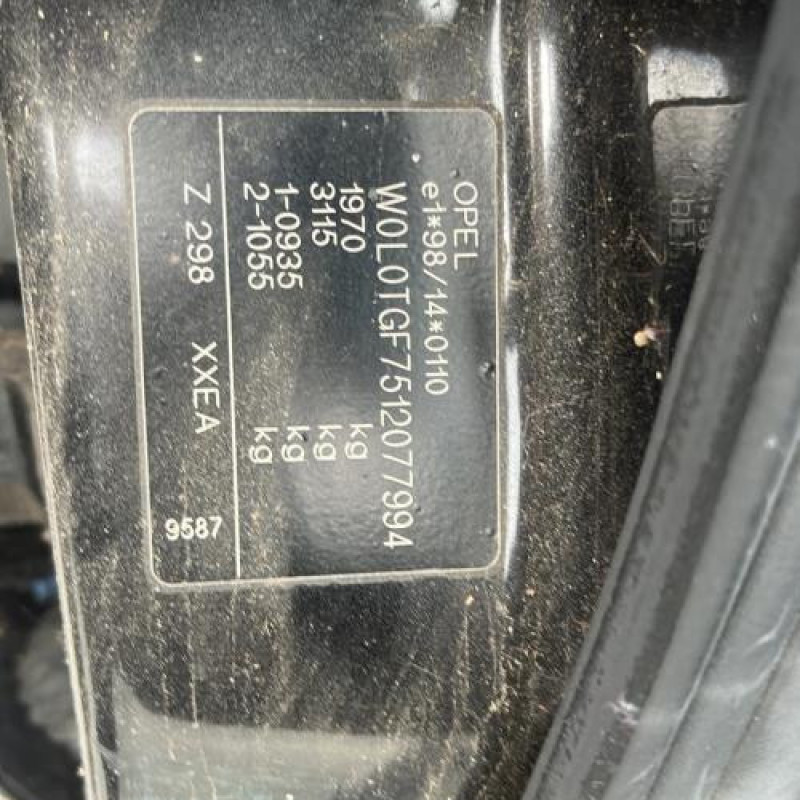 OPEL
e1*98/14*0110
W0L0TGF7512077994
1970 kg
3115 kg
1-0935 kg
2-1055 kg
Z 298 XXEA
9587